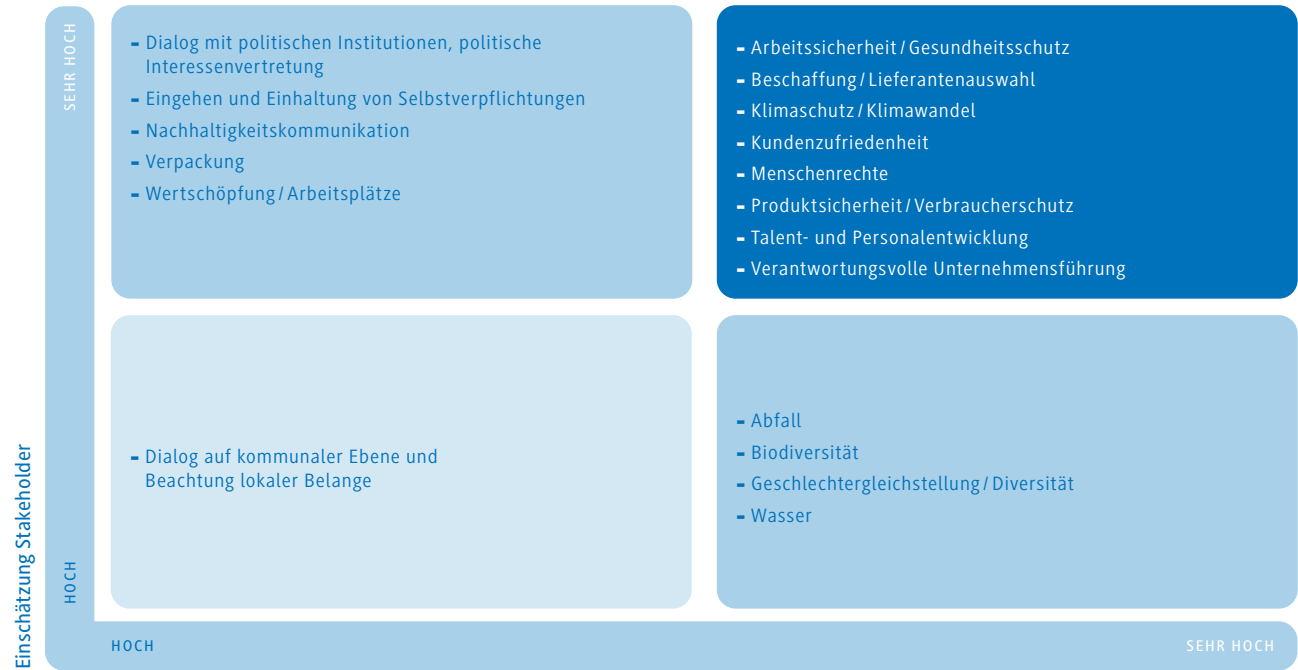 SEHR HOCH
- Dialog mit politischen Institutionen, politische
Interessenvertretung
- Eingehen und Einhaltung von Selbstverpflichtungen
- Nachhaltigkeitskommunikation
- Verpackung
- Wertschöpfung/Arbeitsplätze
- Arbeitssicherheit/Gesundheitsschutz
- Beschaffung/Lieferantenauswahl
- Klimaschutz/Klimawandel
- Kundenzufriedenheit
- Menschenrechte
- Produktsicherheit/Verbraucherschutz
- Talent- und Personalentwicklung
- Verantwortungsvolle Unternehmensführung
- Dialog auf kommunaler Ebene und
Beachtung lokaler Belange
- Abfall
- Biodiversität
- Geschlechtergleichstellung/Diversität
- Wasser
Einschätzung Stakeholder
HOCH
HOCH
SEHR HOCH